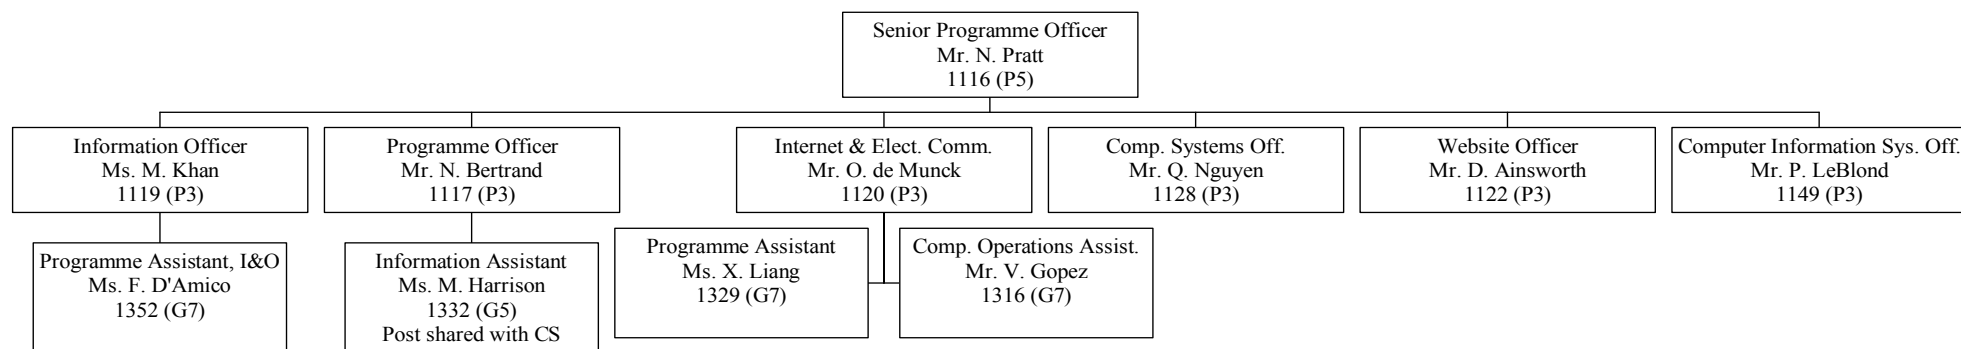 Senior Programme Officer
Mr. N. Pratt
1116 (P5)
Information Officer
Ms. M. Khan
1119 (P3)
Programme Officer
Mr. N. Bertrand
1117 (P3)
Internet & Elect. Comm.
Mr. O. de Munck
1120 (P3)
Comp. Systems Off.
Mr. Q. Nguyen
1128 (P3)
Website Officer
Mr. D. Ainsworth
1122 (P3)
Computer Information Sys. Off.
Mr. P. LeBlond
1149 (P3)
Programme Assistant, I&O
Ms. F. D'Amico
1352 (G7)
Information Assistant
Ms. M. Harrison
1332 (G5)
Post shared with CS
Programme Assistant
Ms. X. Liang
1329 (G7)
Comp. Operations Assist.
Mr. V. Gopez
1316 (G7)